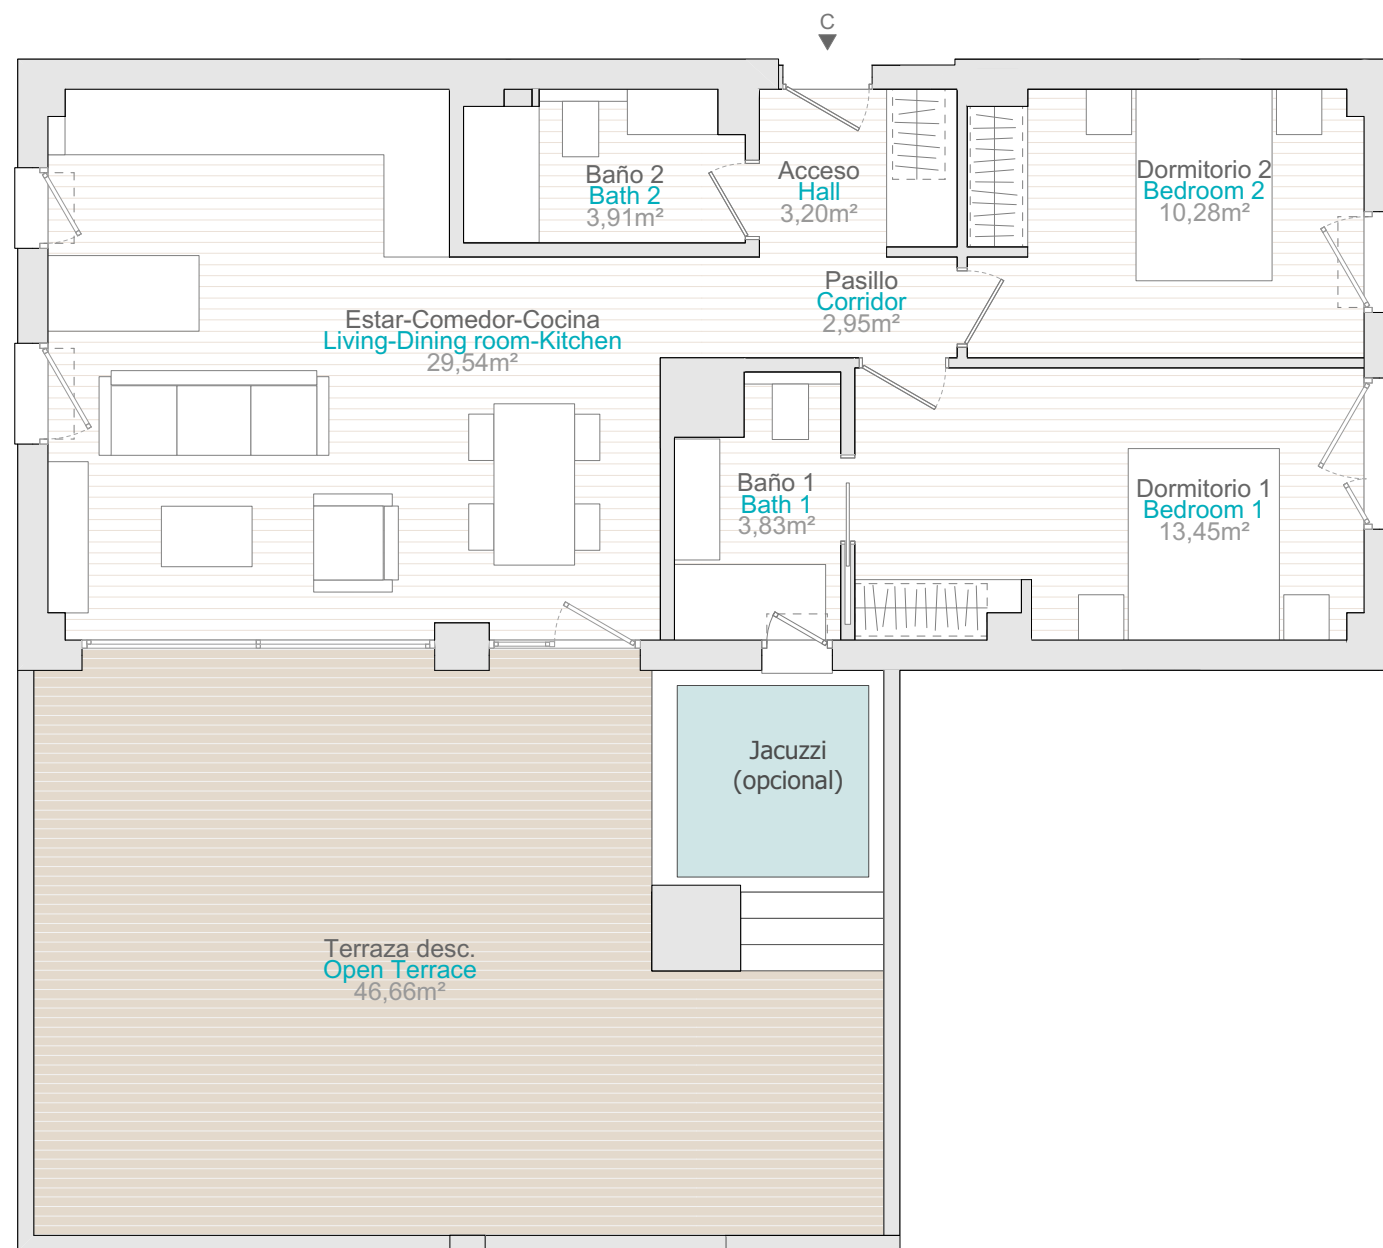 C
Baño 2
Bath 2
3,91m²
Acceso
Hall
3,20m²
Dormitorio 2
Bedroom 2
10,28m²
Pasillo
Corridor
2,95m²
Estar-Comedor-Cocina
Living-Dining room-Kitchen
29,54m²
Baño 1
Bath 1
3,83m²
Dormitorio 1
Bedroom 1
13,45m²
Jacuzzi
(opcional)
Terraza desc.
Open Terrace
46,66m²